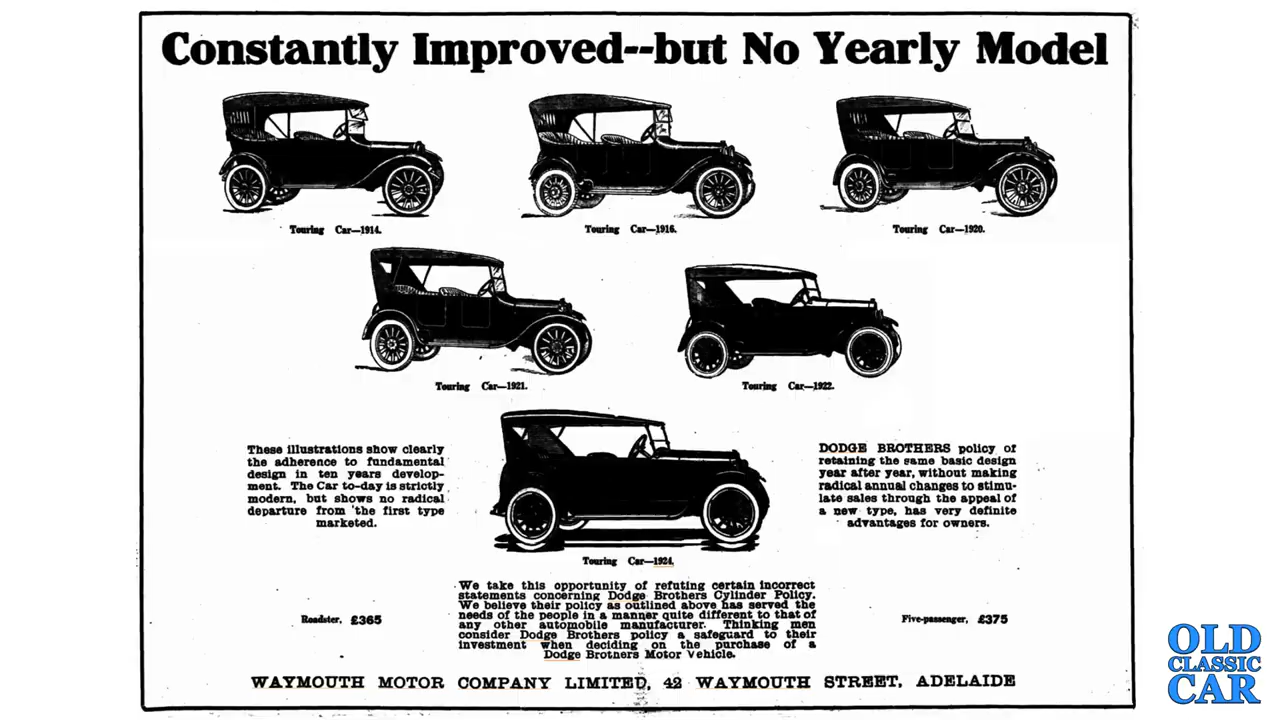 Constantly Improved--but No Yearly Model
Touring Car—1914.
Touring Car—1916.
Touring Car—1920.
Touring Car—1921.
Touring Car—1922.
These illustrations show clearly
the adherence to fundamental
design in ten years develop-
ment. The Car to-day is strictly
modern, but shows no radical
departure from 'the first type
marketed.
DODGE BROTHERS policy of
retaining the same basic design
year after year, without making
radical annual changes to stimu-
late sales through the appeal of
a new type, has very definite
advantages for owners.
Touring Car—1924.
We take this opportunity of refuting certain incorrect
statements concerning Dodge Brothers Cylinder Policy.
We believe their policy as outlined above has served the
needs of the people in a manner quite different to that of
any other automobile manufacturer. Thinking men
consider Dodge Brothers policy a safeguard to their
investment when deciding on the purchase of a
Dodge Brotners Motor Vehicle.
Roadster, £365
Five-passenger, £375
WAYMOUTH MOTOR COMPANY LIMITED, 42 WAYMOUTH STREET, ADELAIDE
OLD
CLASSIC
CAR